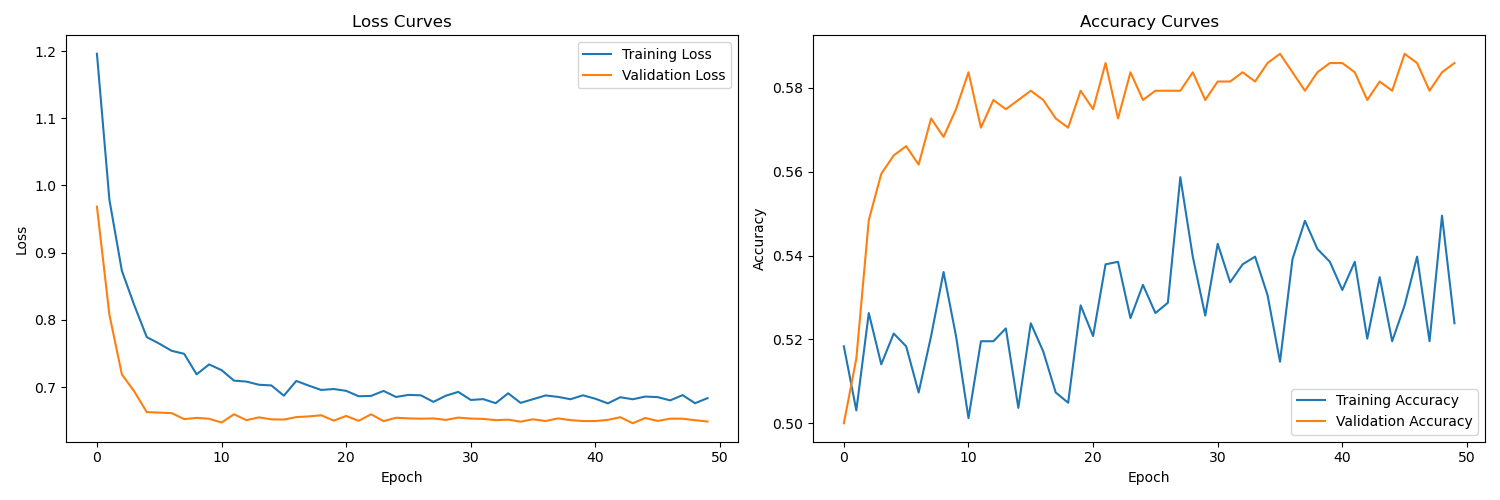 Loss Curves
Training Loss
Validation Loss
1.2
1.1
1.0
0.9
0.8
0.7
Loss
0 10 20 30 40 50
Epoch
Accuracy Curves
0.58
0.56
0.54
0.52
0.50
Accuracy
Training Accuracy
Validation Accuracy
0 10 20 30 40 50
Epoch